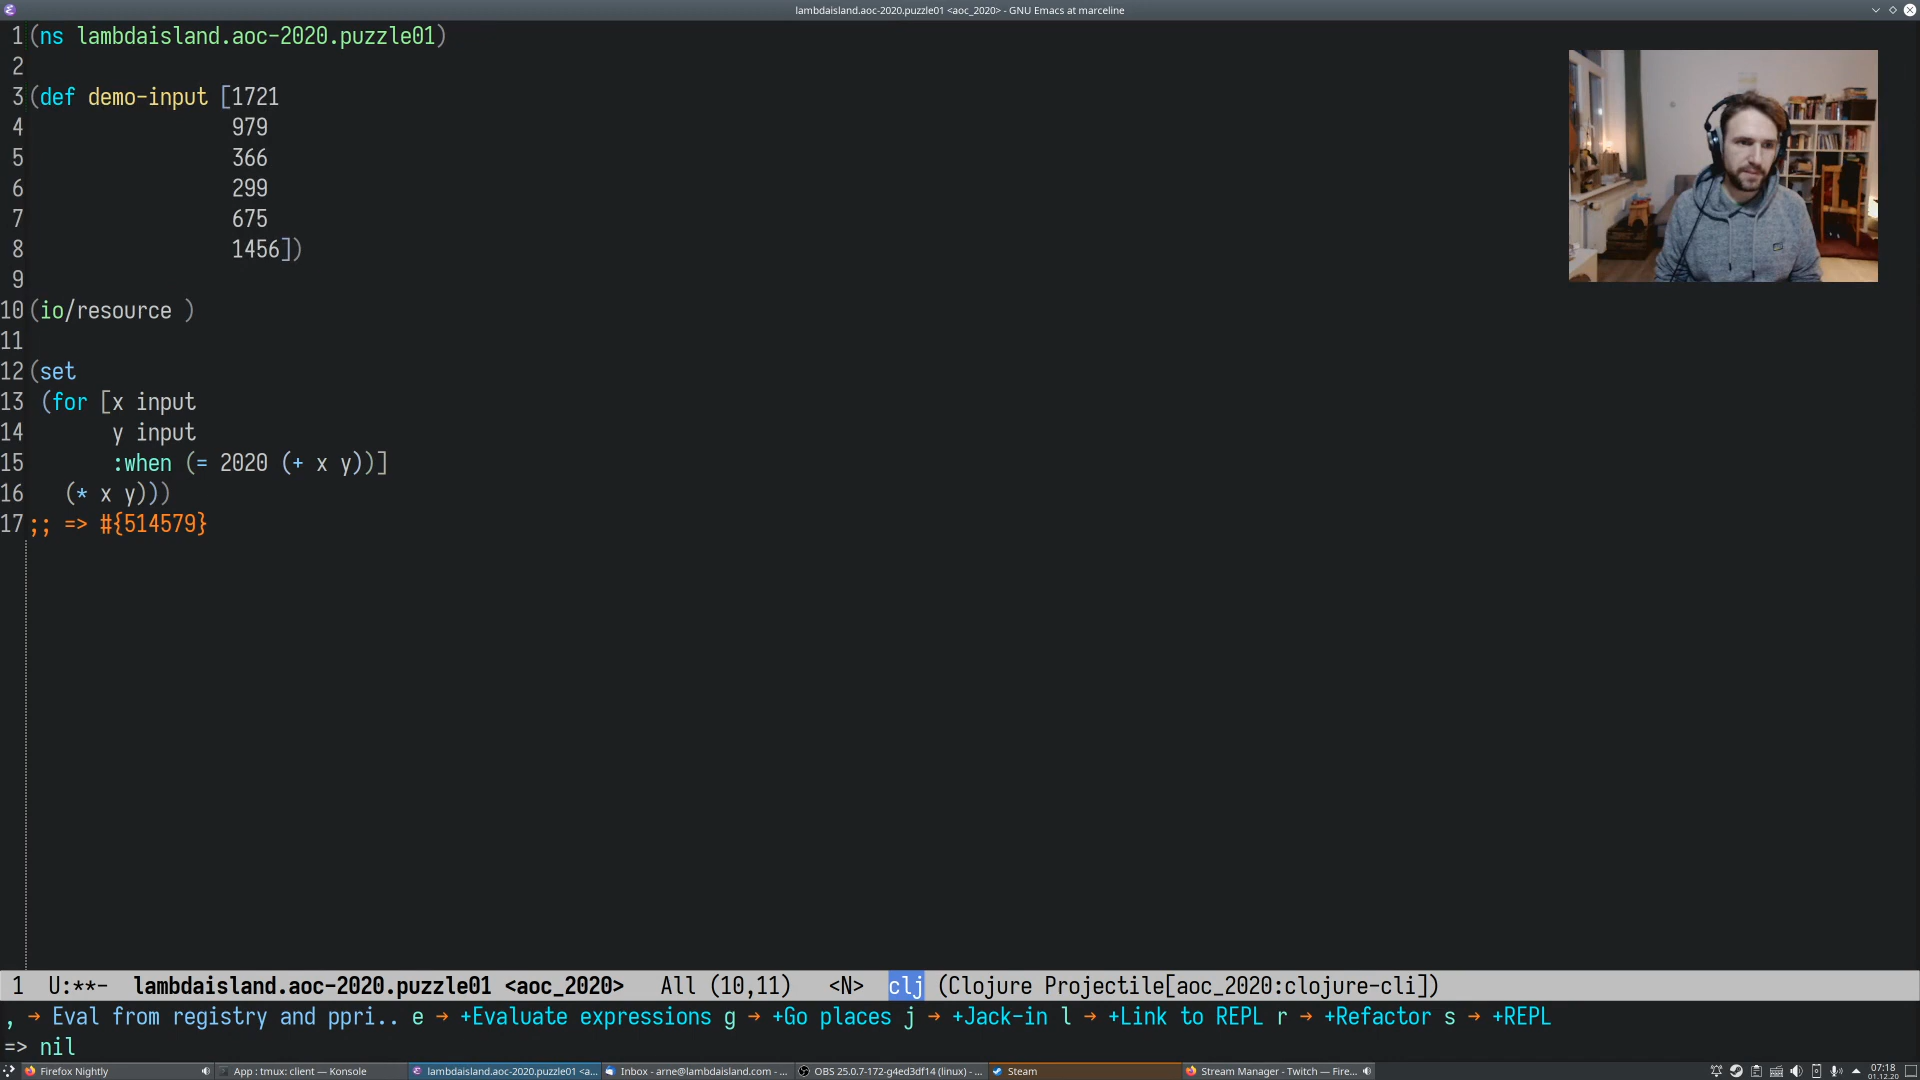 lambdaisland.aoc-2020.puzzle01 <aoc_2020> - GNU Emacs at marceline
1 (ns lambdaisland.aoc-2020.puzzle01)
2
3 (def demo-input [1721
4 979
5 366
6 299
7 675
8 1456])
9
10 (io/resource )
11
12 (set
13 (for [x input
14 y input
15 :when (= 2020 (+ x y))]
16 (* x y)))
17 ;; => #{514579}
1 U:**- lambdaisland.aoc-2020.puzzle01 <aoc_2020> All (10,11) <N> clj (Clojure Projectile[aoc_2020:clojure-cli])
, → Eval from registry and ppri.. e → +Evaluate expressions g → +Go places j → +Jack-in l → +Link to REPL r → +Refactor s → +REPL
=> nil
Firefox Nightly App : tmux: client — Konsole lambdaisland.aoc-2020.puzzle01 <a... Inbox - arne@lambdaisland.com - ... OBS 25.0.7-172-g4ed3df14 (linux) - ... Steam Stream Manager - Twitch — Fire... 07:18
01.12.20